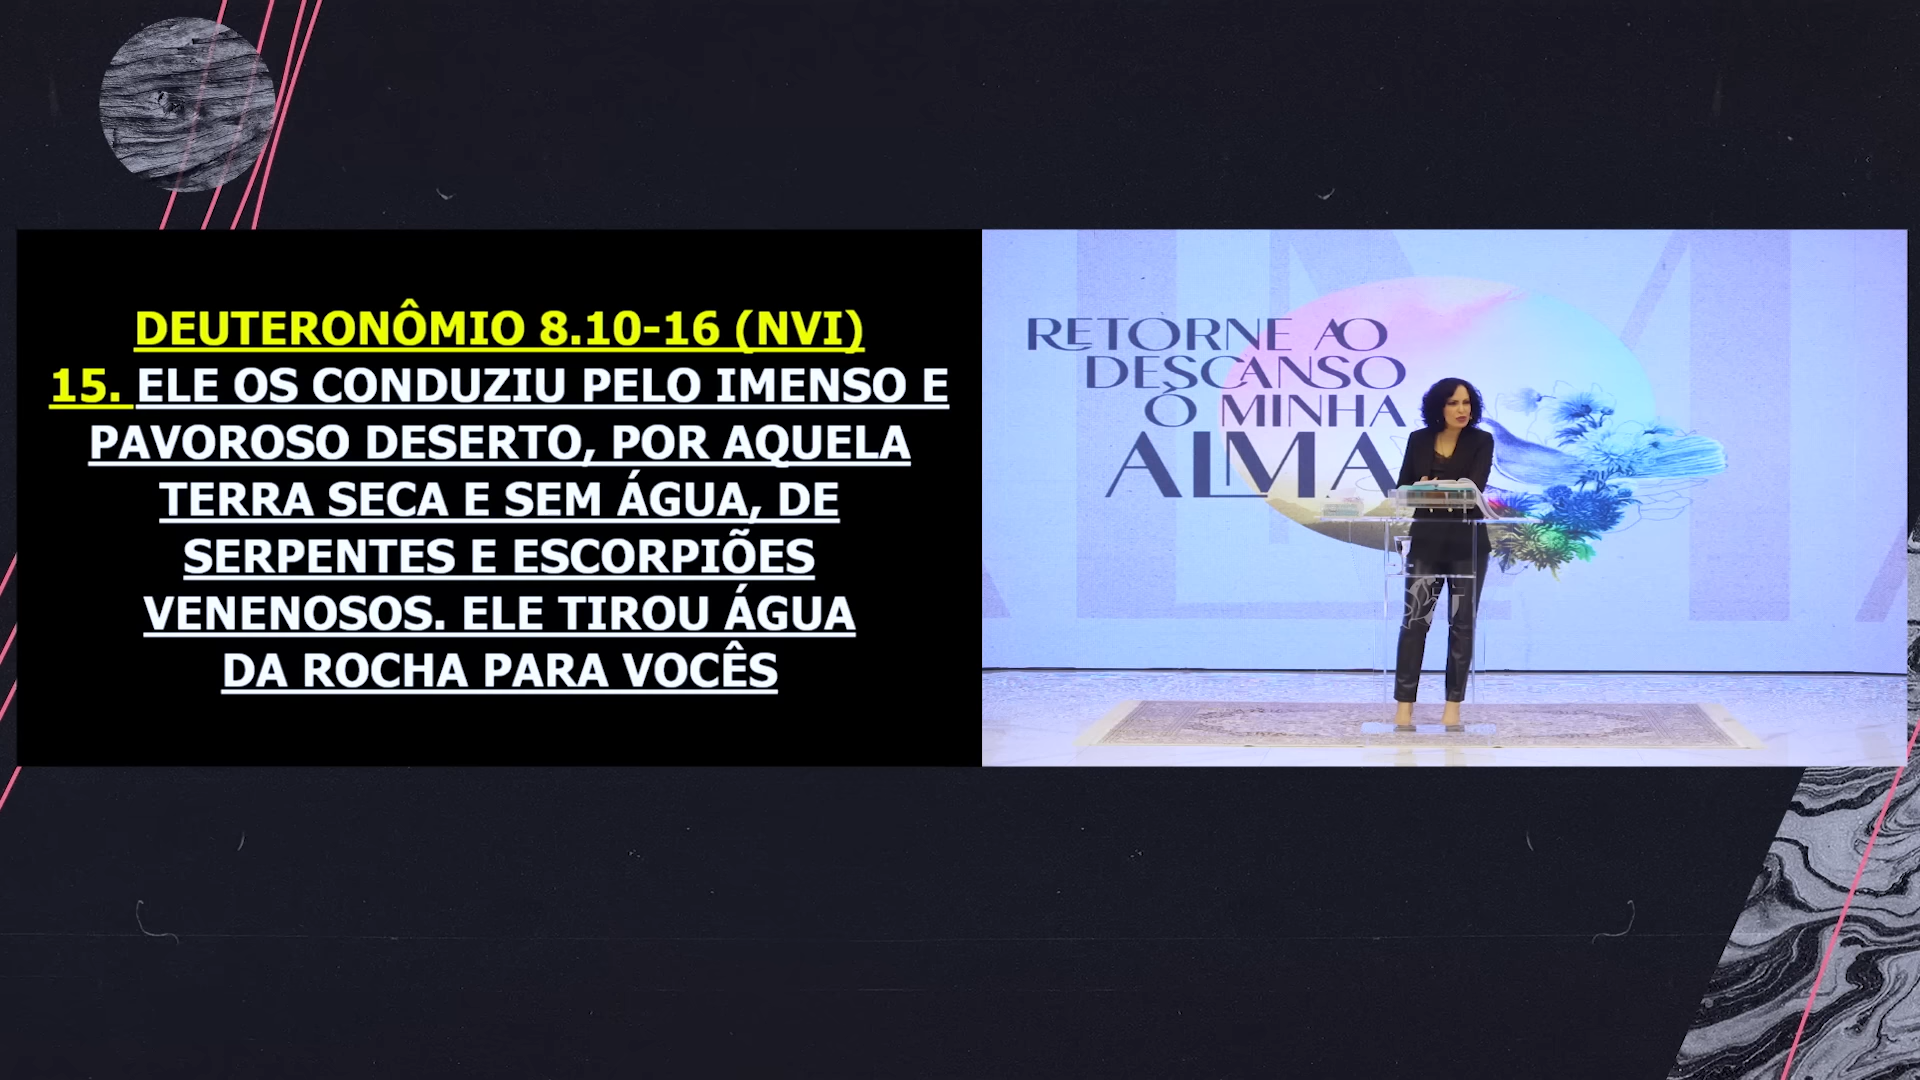 DEUTERONÔMIO 8.10-16 (NVI)
15. ELE OS CONDUZIU PELO IMENSO E
PAVOROSO DESERTO, POR AQUELA
TERRA SECA E SEM ÁGUA, DE
SERPENTES E ESCORPIÕES
VENENOSOS. ELE TIROU ÁGUA
DA ROCHA PARA VOCÊS
RETORNE AO
DESCANSO
Ó MINHA
ALMA